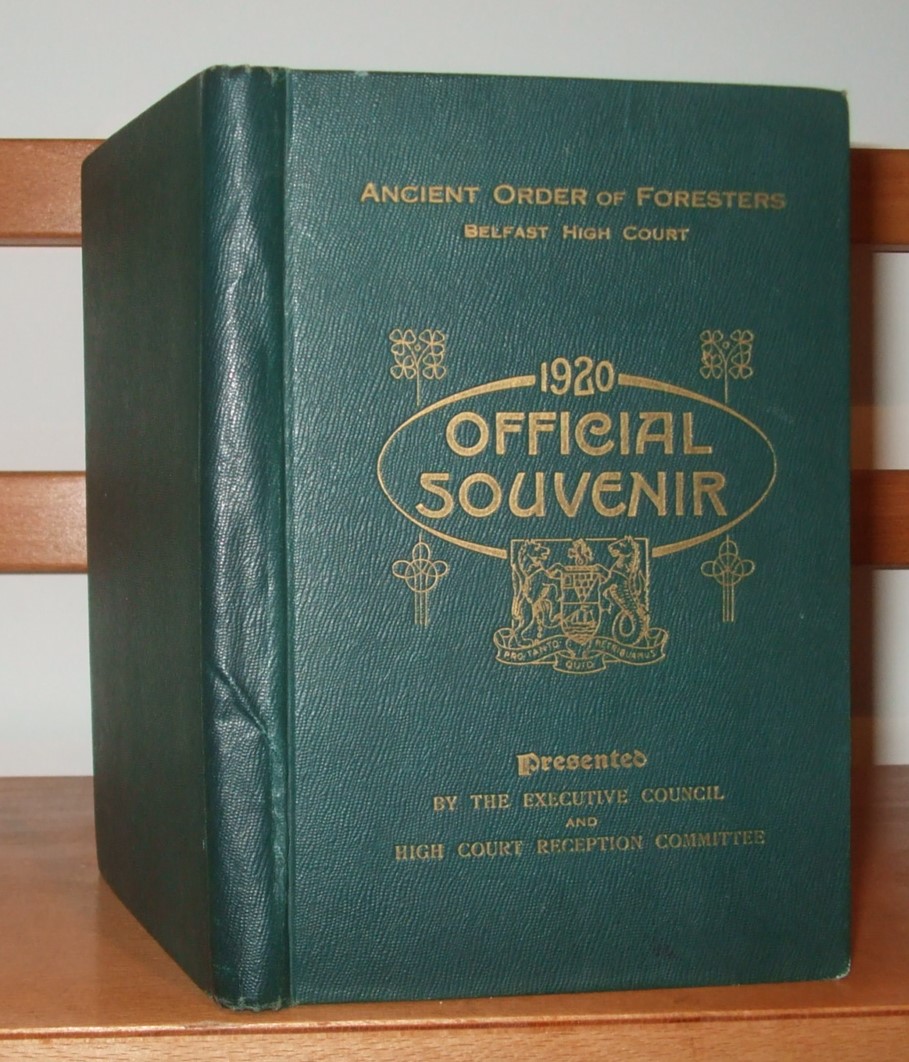 ANCIENT ORDER OF FORESTERS
BELFAST HIGH COURT
1920
OFFICIAL
SOUVENIR
PRO TANTO QUID RETRIBUAMUS
Presented
BY THE EXECUTIVE COUNCIL
AND
HIGH COURT RECEPTION COMMITTEE